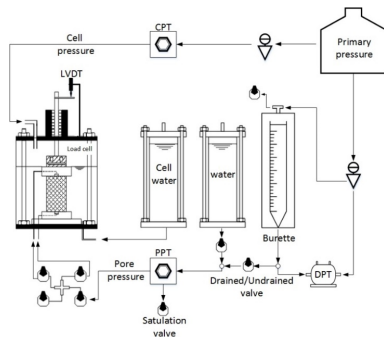 Cell
pressure
CPT
Primary
pressure
LVDT
Load cell
Cell
water
water
Burette
Pore
pressure
PPT
Drained/Undrained
valve
DPT
Satulation
valve